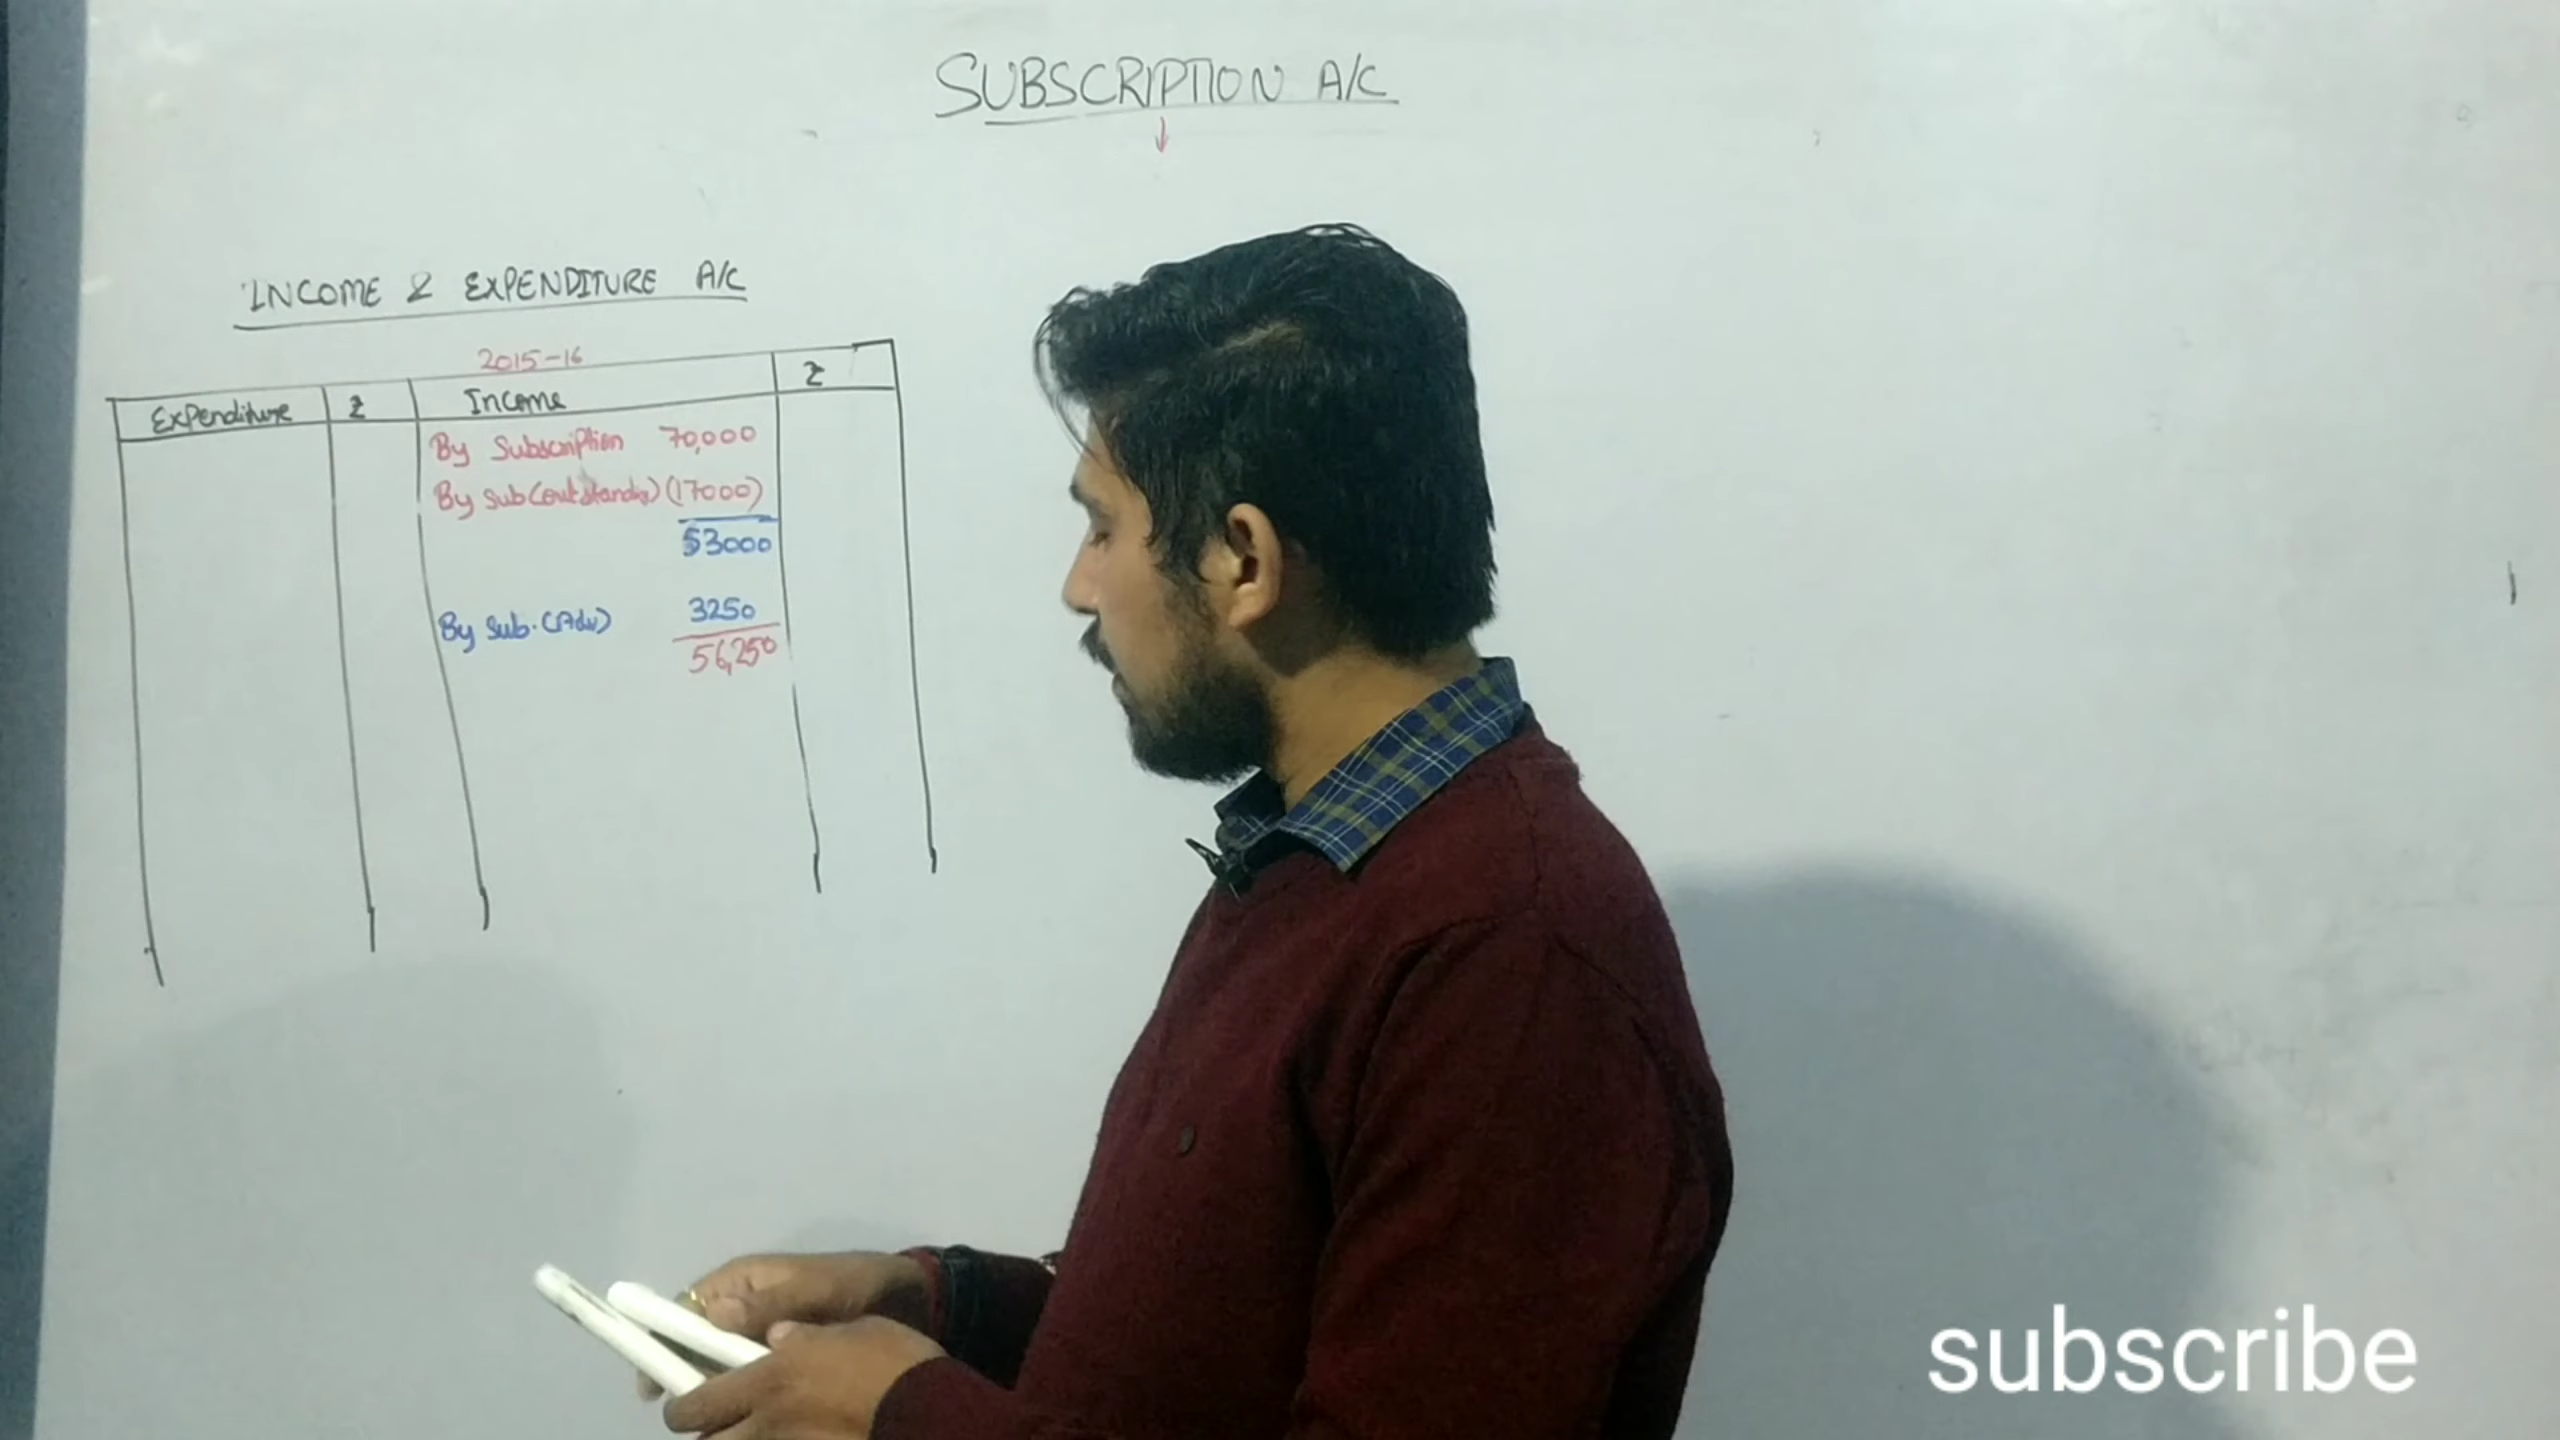 SUBSCRIPTION A/C
INCOME & EXPENDITURE A/C
2015-16
Expenditure ₹ Income ₹
By Subscription 70,000
By Sub (outstanding) (17000)
53000
By Sub. (Adv) 3250
56,250
subscribe